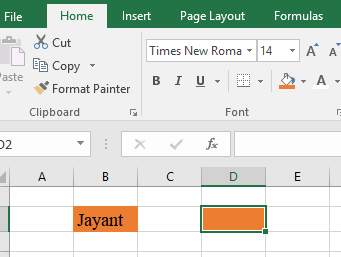 File Home Insert Page Layout Formulas
Cut
Copy
Format Painter
Paste
Clipboard
Times New Roma 14 A A
B I U A
Font
D2 fx
A B C D E
Jayant